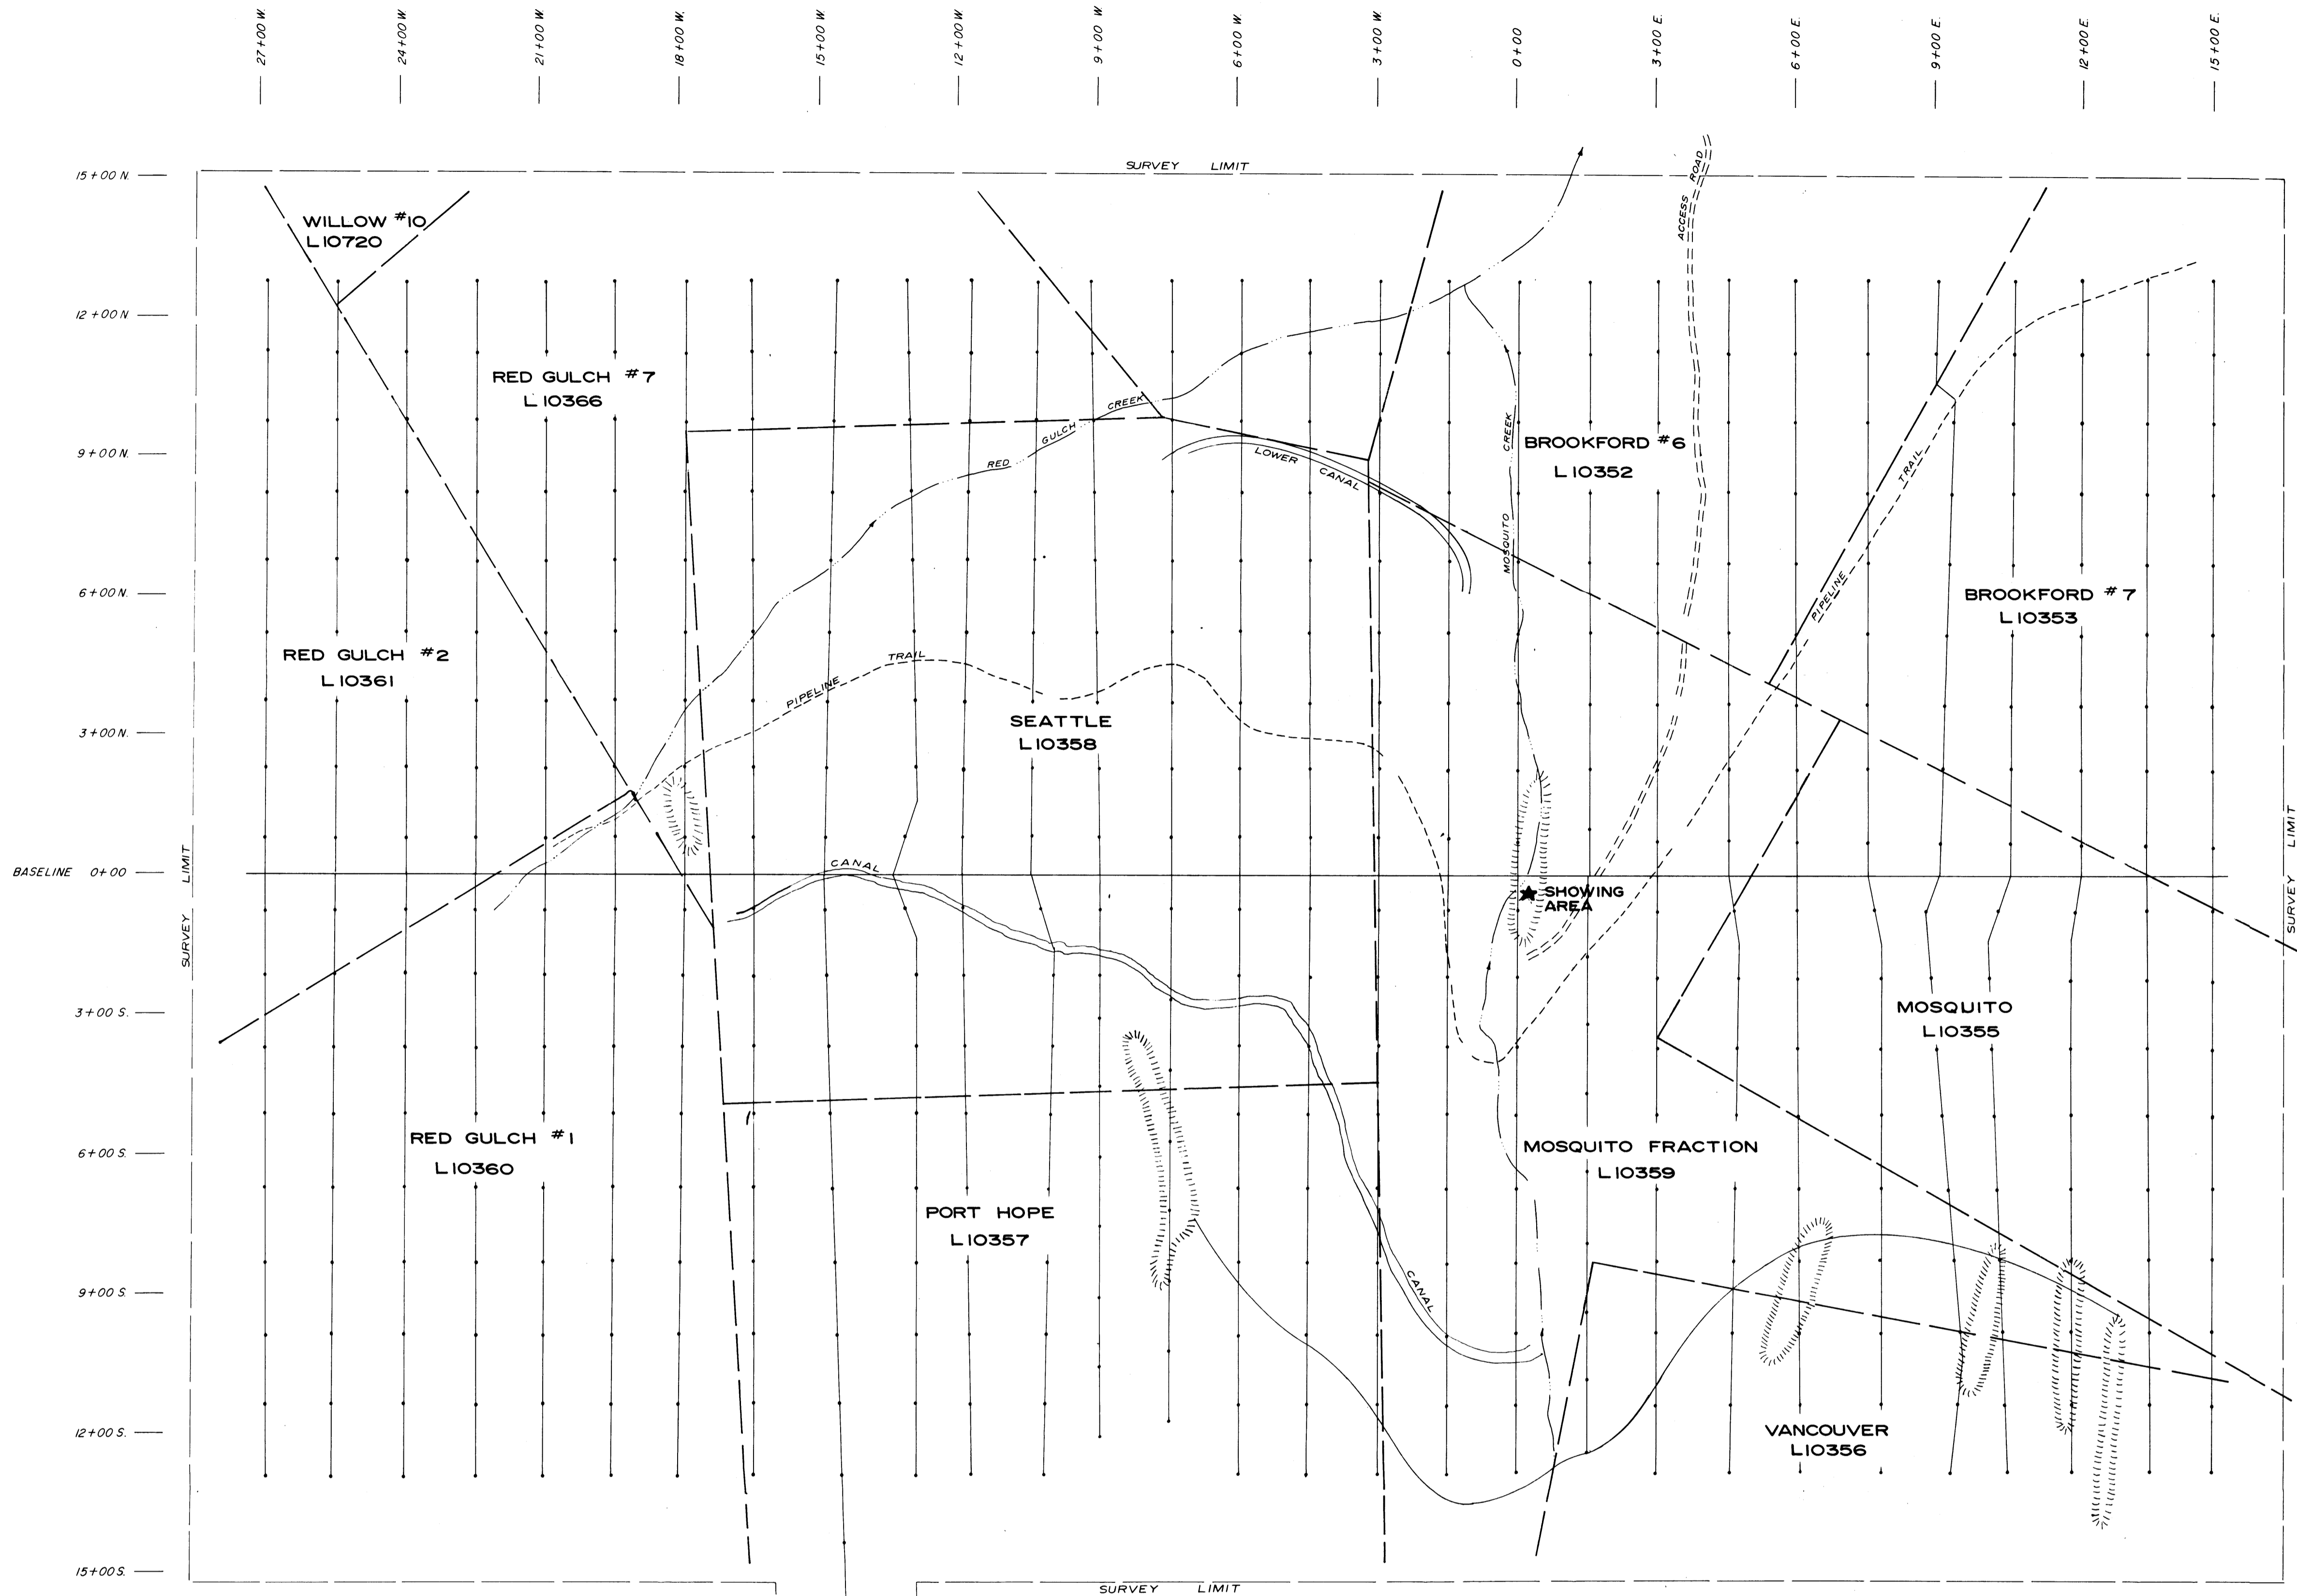 27+00 W.
24+00 W.
21+00 W
18+00 W.
15+00 W
12+00 W
9+00 W
6+00 W.
3+00 W.
0+00
3+00 E.
6+00 E.
9+00 E.
12+00 E.
15+00 E.
15+00 N.
SURVEY LIMIT
ACCESS ROAD
WILLOW #10
L10720
12+00 N
RED GULCH #7
L10366
RED GULCH CREEK
9+00 N.
LOWER CANAL
MOSQUITO CREEK
BROOKFORD #6
L10352
PIPELINE TRAIL
6+00 N.
BROOKFORD #7
L10353
RED GULCH #2
L10361
PIPELINE TRAIL
SEATTLE
L10358
3+00 N.
BASELINE 0+00
SURVEY LIMIT
CANAL
SHOWING
AREA
SURVEY LIMIT
3+00 S.
MOSQUITO
L10355
RED GULCH #1
L10360
6+00 S.
MOSQUITO FRACTION
L10359
PORT HOPE
L10357
9+00 S.
CANAL
12+00 S.
VANCOUVER
L10356
15+00 S.
SURVEY LIMIT